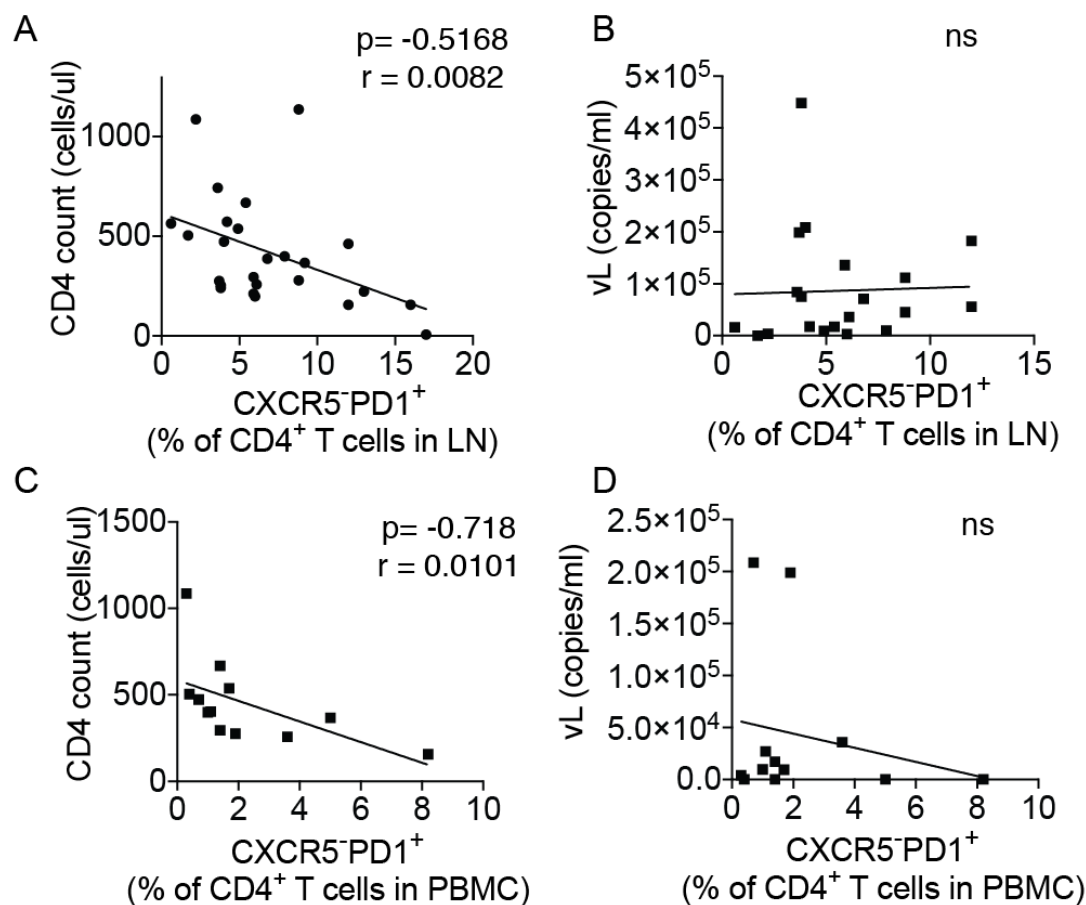 A
p= -0.5168
r = 0.0082
CD4 count (cells/ul)
1000
500
0
0 5 10 15 20
CXCR5⁻PD1⁺
(% of CD4⁺ T cells in LN)
B
ns
vL (copies/ml)
5×10⁵
4×10⁵
3×10⁵
2×10⁵
1×10⁵
0
0 5 10 15
CXCR5⁻PD1⁺
(% of CD4⁺ T cells in LN)
C
p= -0.718
r = 0.0101
CD4 count (cells/ul)
1500
1000
500
0
0 2 4 6 8 10
CXCR5⁻PD1⁺
(% of CD4⁺ T cells in PBMC)
D
ns
vL (copies/ml)
2.5×10⁵
2.0×10⁵
1.5×10⁵
1.0×10⁵
5.0×10⁴
0.0
0 2 4 6 8 10
CXCR5⁻PD1⁺
(% of CD4⁺ T cells in PBMC)